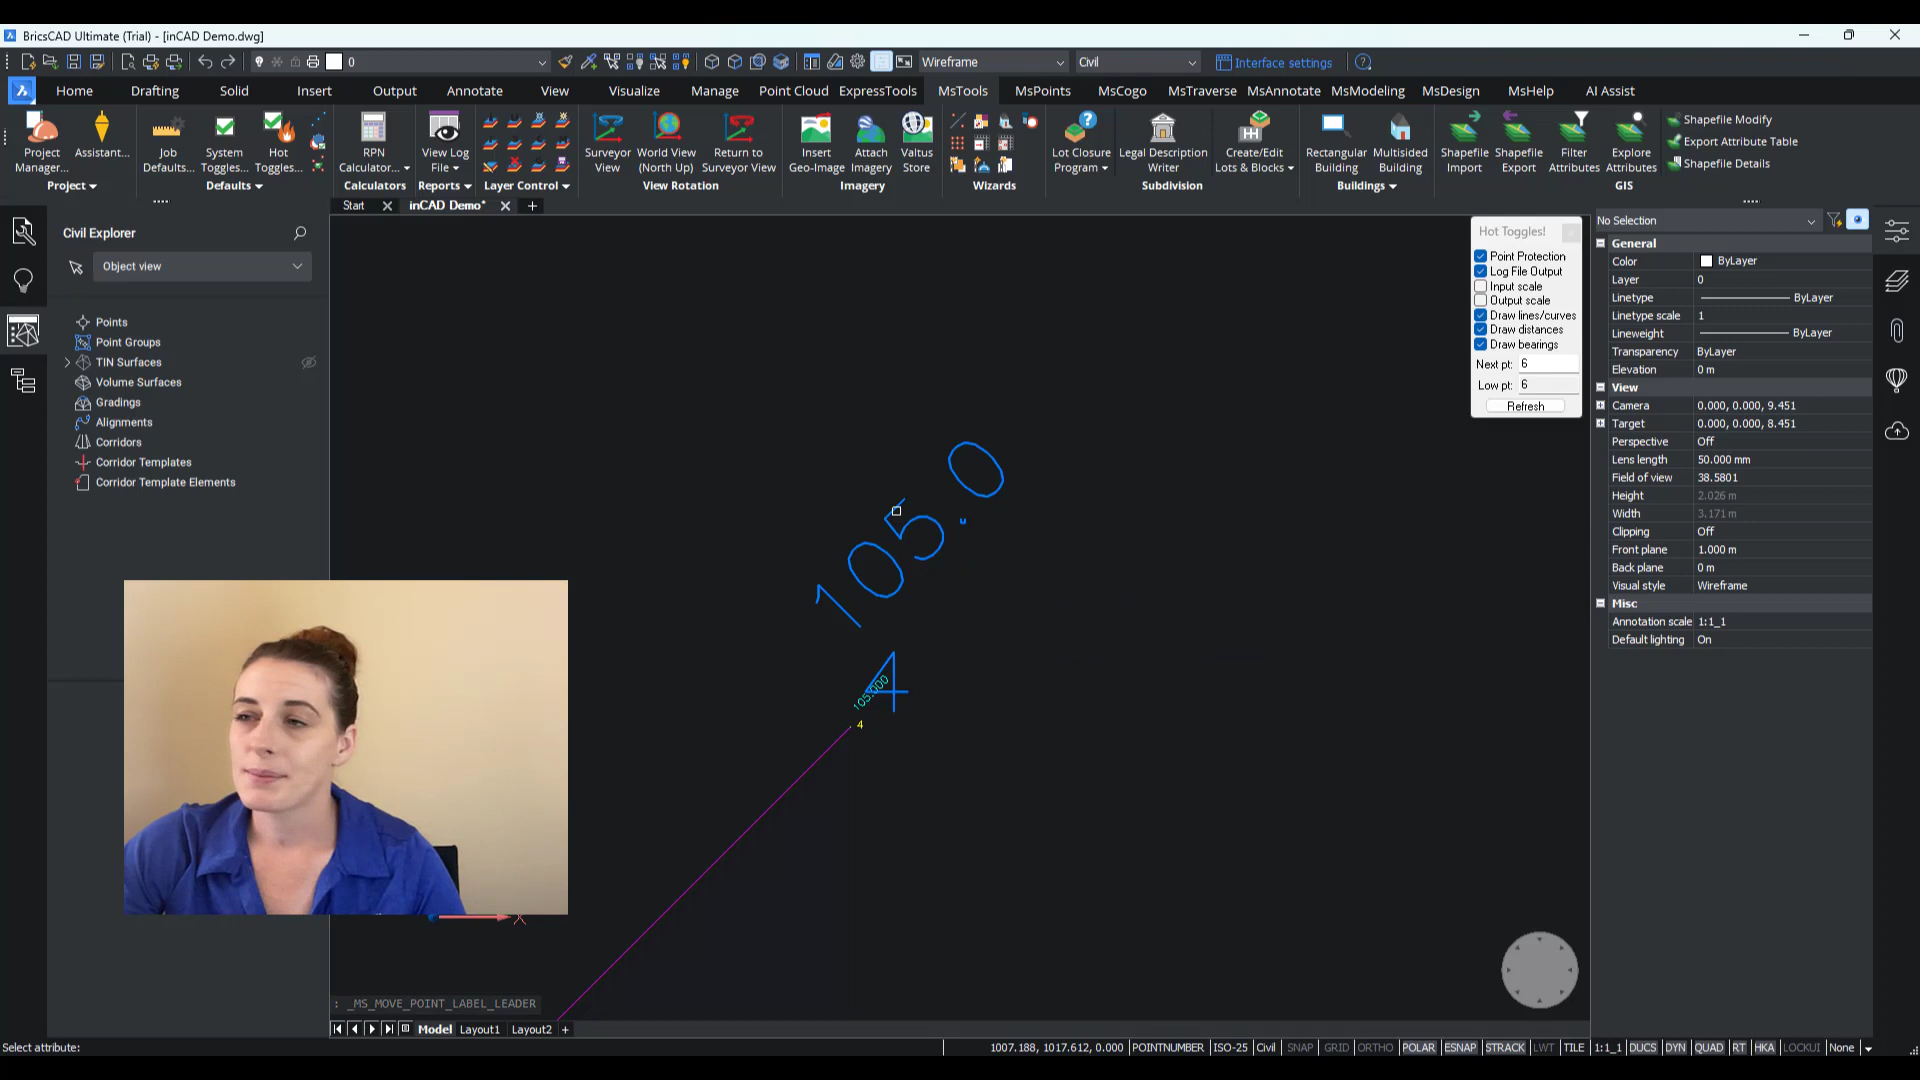 BricsCAD Ultimate (Trial) - [inCAD Demo.dwg]
0
Wireframe
Civil
Interface settings
Home Drafting Solid Insert Output Annotate View Visualize Manage Point Cloud ExpressTools MsTools MsPoints MsCogo MsTraverse MsAnnotate MsModeling MsDesign MsHelp AI Assist
Project Manager...
Assistant...
Job Defaults...
System Toggles...
Hot Toggles...
RPN Calculator...
View Log File
Surveyor View
World View (North Up)
Return to Surveyor View
Insert Geo-Image
Attach Imagery
Valtus Store
Lot Closure Program
Legal Description Writer
Create/Edit Lots & Blocks
Rectangular Building
Multisided Building
Shapefile Import
Shapefile Export
Filter Attributes
Explore Attributes
Shapefile Modify
Export Attribute Table
Shapefile Details
Project Defaults Calculators Reports Layer Control View Rotation Imagery Wizards Subdivision Buildings GIS
Start
inCAD Demo*
Civil Explorer
Object view
Points
Point Groups
TIN Surfaces
Volume Surfaces
Gradings
Alignments
Corridors
Corridor Templates
Corridor Template Elements
Hot Toggles!
Point Protection
Log File Output
Input scale
Output scale
Draw lines/curves
Draw distances
Draw bearings
Next pt: 6
Low pt: 6
Refresh
105.0
4
105.000
4
X
No Selection
General
Color ByLayer
Layer 0
Linetype ByLayer
Linetype scale 1
Lineweight ByLayer
Transparency ByLayer
Elevation 0 m
View
Camera 0.000, 0.000, 9.451
Target 0.000, 0.000, 8.451
Perspective Off
Lens length 50.000 mm
Field of view 38.5801
Height 2.026 m
Width 3.171 m
Clipping Off
Front plane 1.000 m
Back plane 0 m
Visual style Wireframe
Misc
Annotation scale 1:1_1
Default lighting On
: _MS_MOVE_POINT_LABEL_LEADER
Model Layout1 Layout2 +
Select attribute:
1007.188, 1017.612, 0.000 POINTNUMBER ISO-25 Civil SNAP GRID ORTHO POLAR ESNAP STRACK LWT TILE 1:1_1 DUCS DYN QUAD RT HKA LOCKUI None